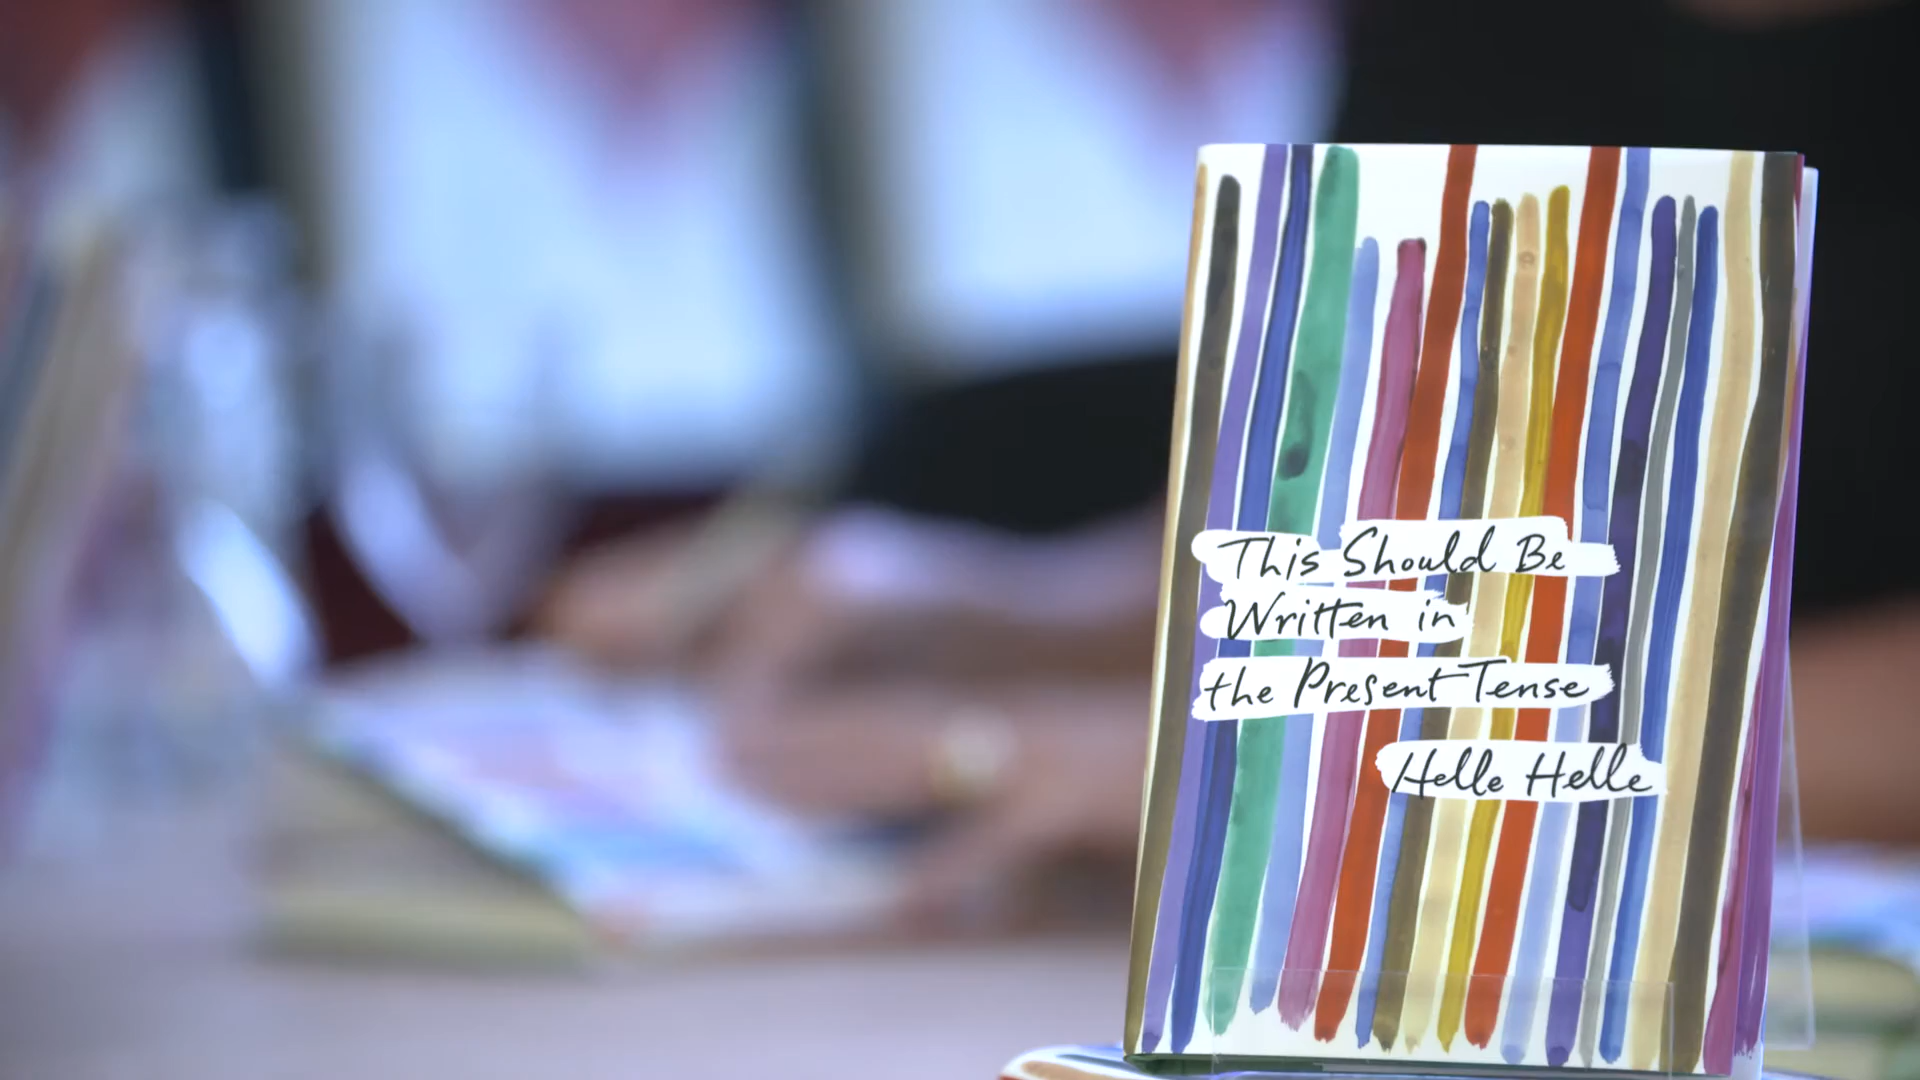 This Should Be
Written in
the Present Tense
Helle Helle